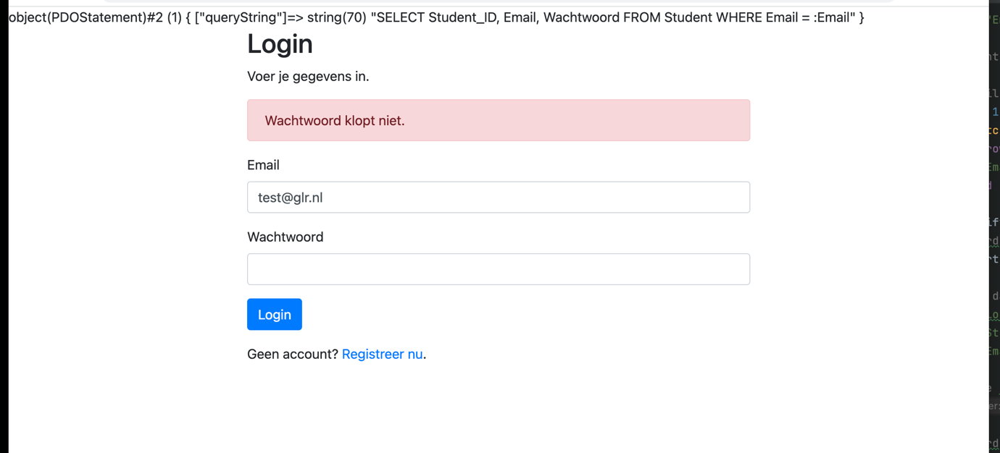 object(PDOStatement)#2 (1) { ["queryString"]=> string(70) "SELECT Student_ID, Email, Wachtwoord FROM Student WHERE Email = :Email" }
Login
Voer je gegevens in.
Wachtwoord klopt niet.
Email
test@glr.nl
Wachtwoord
Login
Geen account? Registreer nu.